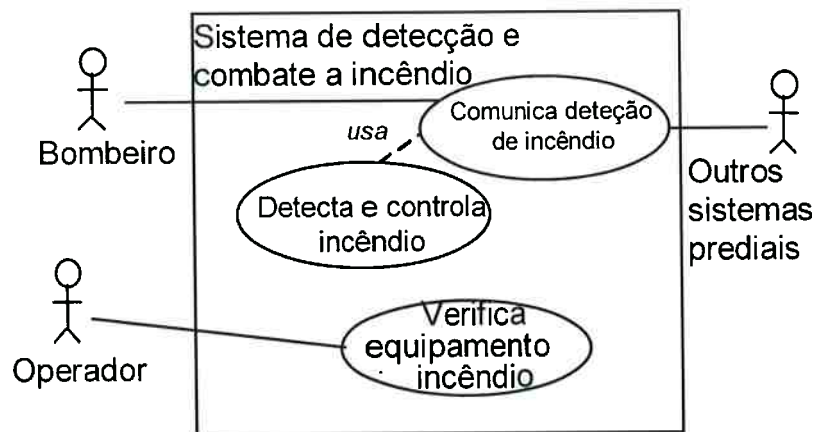 Sistema de detecção e
combate a incêndio
Bombeiro
usa
Comunica deteção
de incêndio
Outros
sistemas
prediais
Detecta e controla
incêndio
Operador
Verifica
equipamento
incêndio